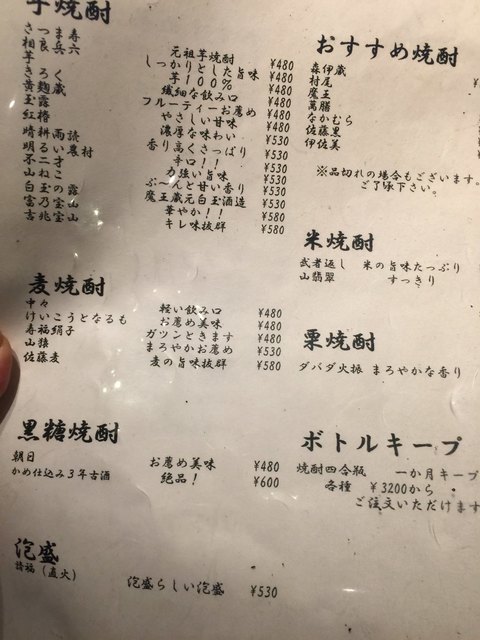 芋焼酎
さつま寿 元祖芋焼酎 ¥480
相良兵六 しっかりとした旨味 ¥480
芋 芋100% ¥480
きろく 繊細な飲み口 ¥480
黄麹蔵 フルーティーお薦め ¥480
玉露 やさしい甘味 ¥480
紅椿 濃厚な味わい ¥530
晴耕雨読 香り高くさっぱり ¥530
明るい農村 辛口!! ¥530
不二才 力強い旨味 ¥530
山ねこ ぷ〜んと甘い香り ¥530
白玉の露 魔王蔵元白玉酒造 ¥530
富乃宝山 華やか!! ¥580
吉兆宝山 キレ味抜群 ¥580
麦焼酎
中々 軽い飲み口 ¥480
けいこうとなるも お薦め美味 ¥480
寿福絹子 ガツンときます ¥480
山猿 まろやかお薦め ¥530
佐藤麦 麦の旨味抜群 ¥580
黒糖焼酎
朝日 お薦め美味 ¥480
かめ仕込み3年古酒 絶品! ¥600
泡盛
請福(直火) 泡盛らしい泡盛 ¥530
おすすめ焼酎
森伊蔵
村尾
魔王
萬膳
なかむら
佐藤黒
伊佐美
※品切れの場合もございます。
ご了承下さい。
米焼酎
武者返し 米の旨味たっぷり
山翡翠 すっきり
栗焼酎
ダバダ火振 まろやかな香り
ボトルキープ
焼酎四合瓶 一か月キープ
各種 ¥3200から
ご注文いただけます